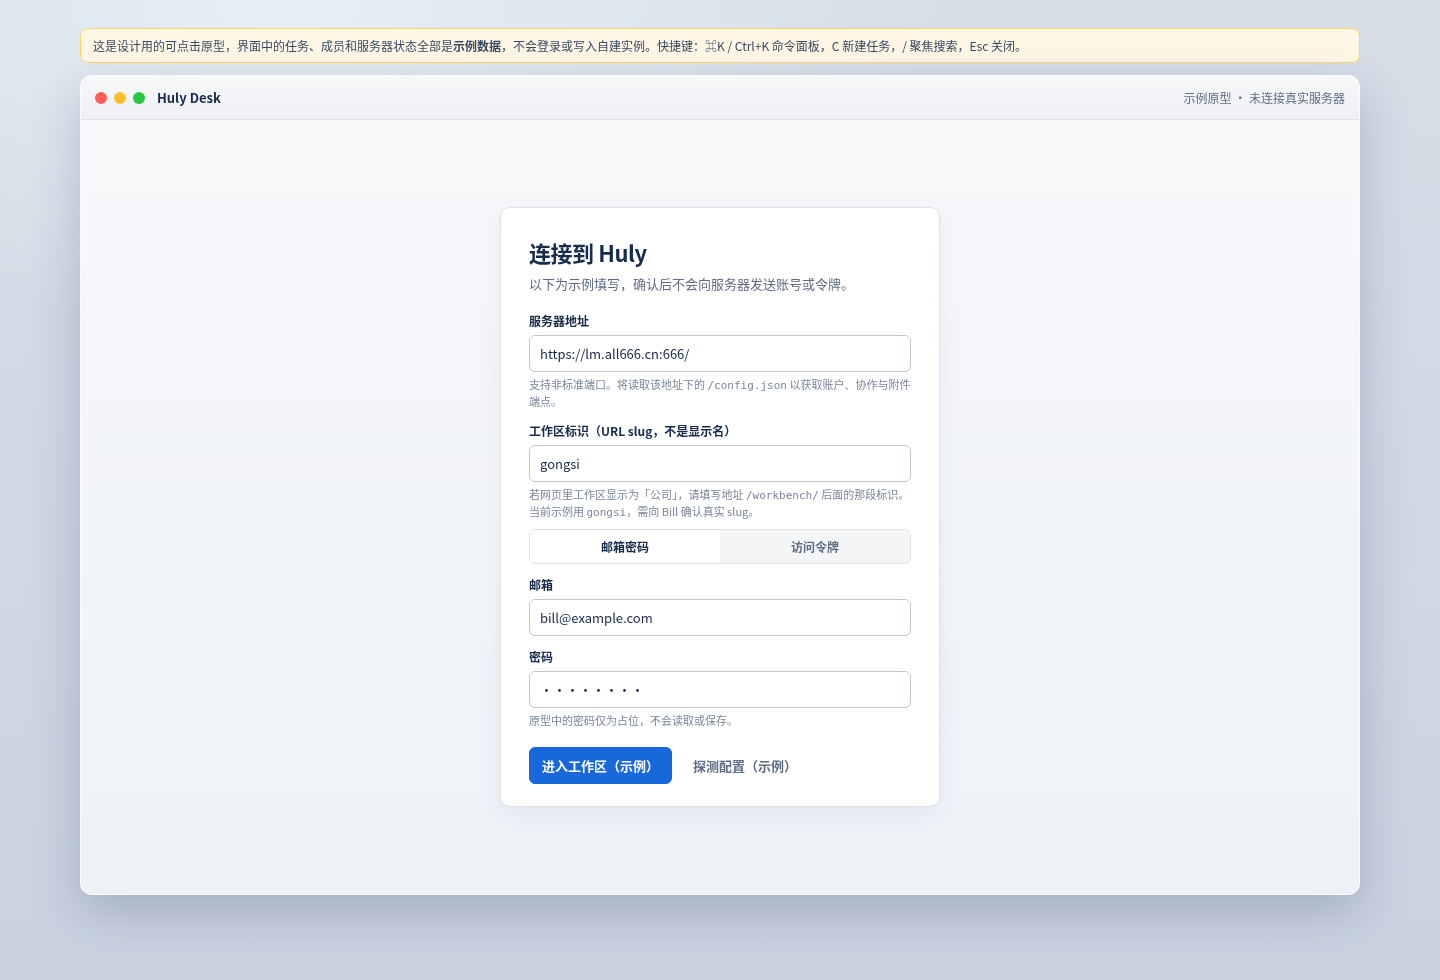 这是设计用的可点击原型，界面中的任务、成员和服务器状态全部是示例数据，不会登录或写入自建实例。快捷键：⌘K / Ctrl+K 命令面板，C 新建任务，/ 聚焦搜索，Esc 关闭。
Huly Desk
示例原型 · 未连接真实服务器
连接到 Huly
以下为示例填写，确认后不会向服务器发送账号或令牌。
服务器地址
https://lm.all666.cn:666/
支持非标准端口。将读取该地址下的 /config.json 以获取账户、协作与附件
端点。
工作区标识（URL slug，不是显示名）
gongsi
若网页里工作区显示为「公司」，请填写地址 /workbench/ 后面的那段标识。
当前示例用 gongsi，需向 Bill 确认真实 slug。
邮箱密码
访问令牌
邮箱
bill@example.com
密码
••••••••
原型中的密码仅为占位，不会读取或保存。
进入工作区（示例）
探测配置（示例）